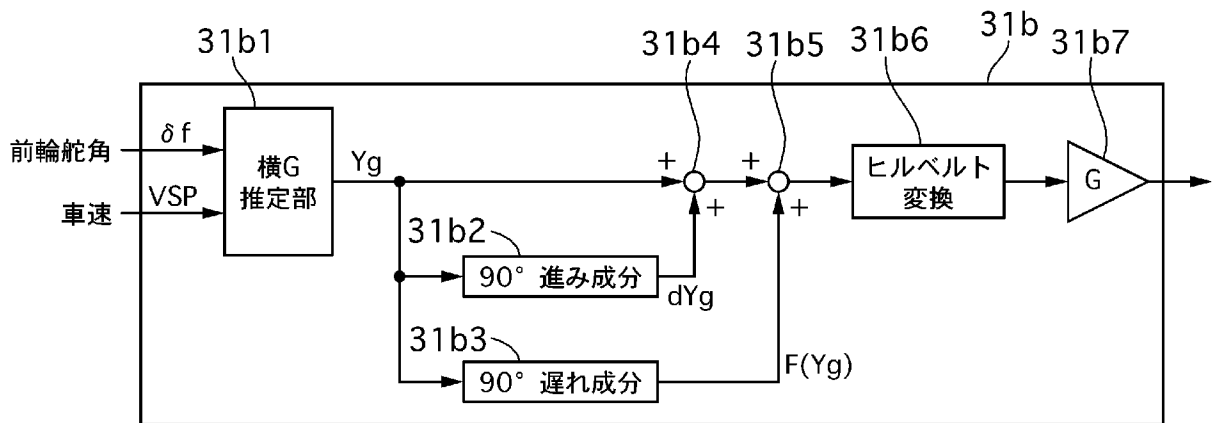 31b1
31b4
31b5
31b6
31b
31b7
前輪舵角
δf
車速
VSP
横G
推定部
Yg
+
+
+
+
ヒルベルト
変換
G
31b2
90° 進み成分
dYg
31b3
90° 遅れ成分
F(Yg)